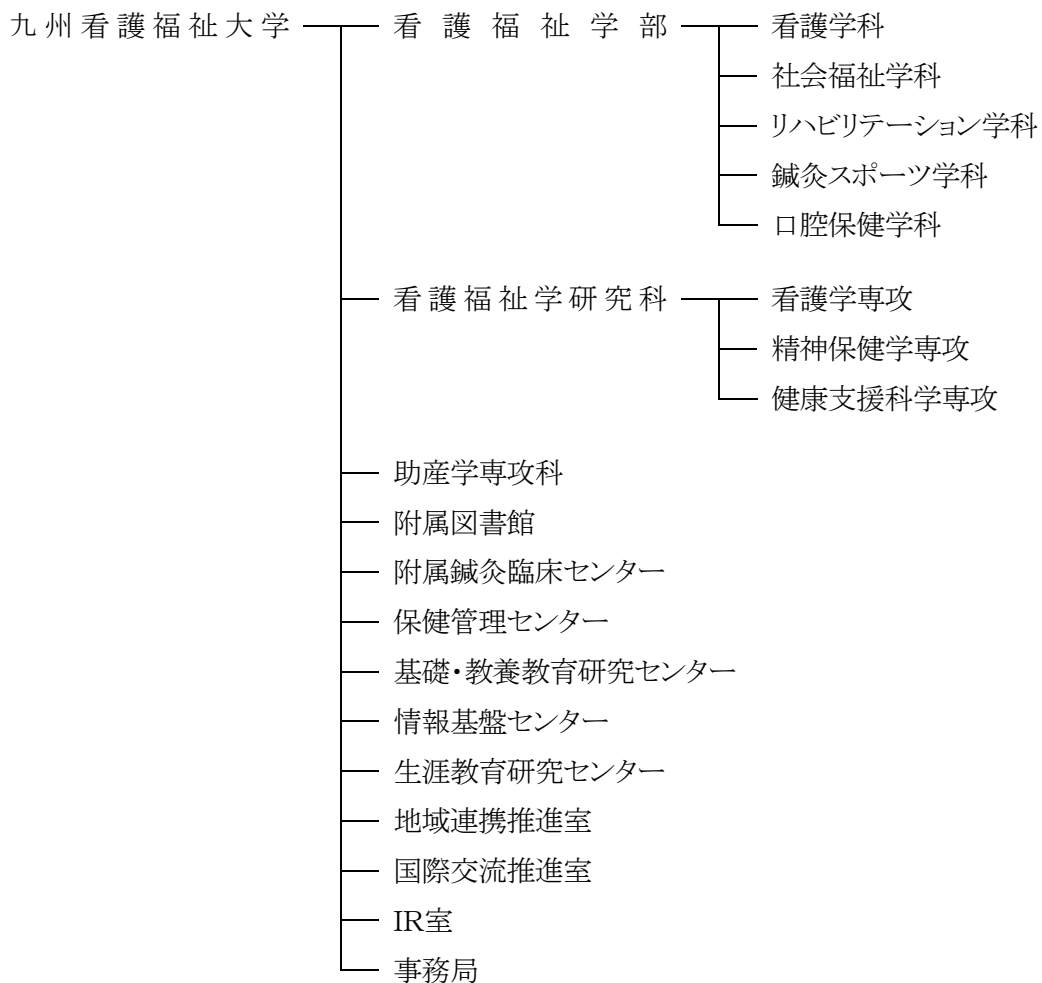 九州看護福祉大学 看護福祉学部 看護学科
社会福祉学科
リハビリテーション学科
鍼灸スポーツ学科
口腔保健学科
看護福祉学研究科 看護学専攻
精神保健学専攻
健康支援科学専攻
助産学専攻科
附属図書館
附属鍼灸臨床センター
保健管理センター
基礎・教養教育研究センター
情報基盤センター
生涯教育研究センター
地域連携推進室
国際交流推進室
IR室
事務局